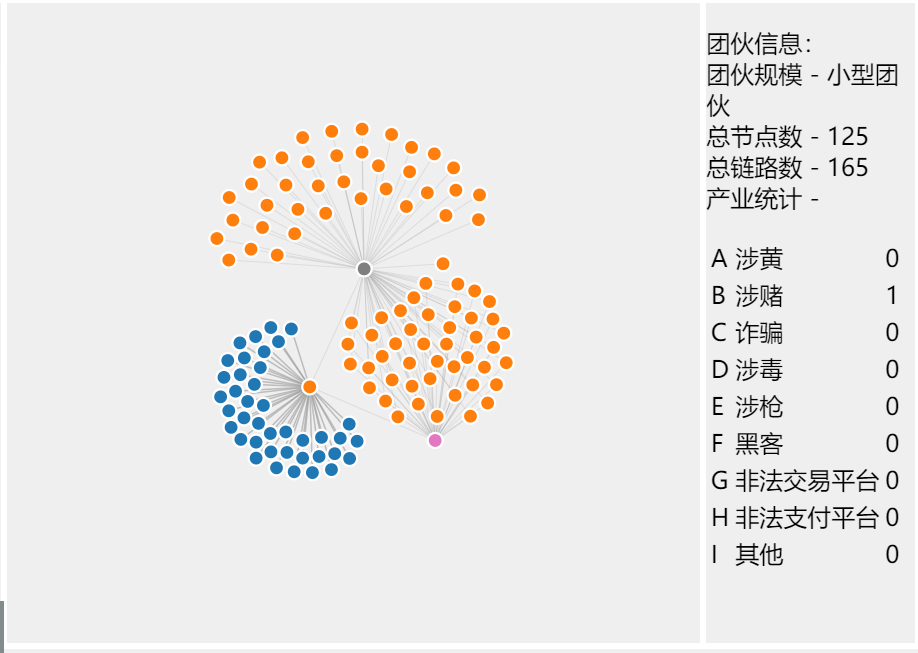 团伙信息：
团伙规模 - 小型团
伙
总节点数 - 125
总链路数 - 165
产业统计 -
A 涉黄 0
B 涉赌 1
C 诈骗 0
D 涉毒 0
E 涉枪 0
F 黑客 0
G 非法交易平台 0
H 非法支付平台 0
I 其他 0